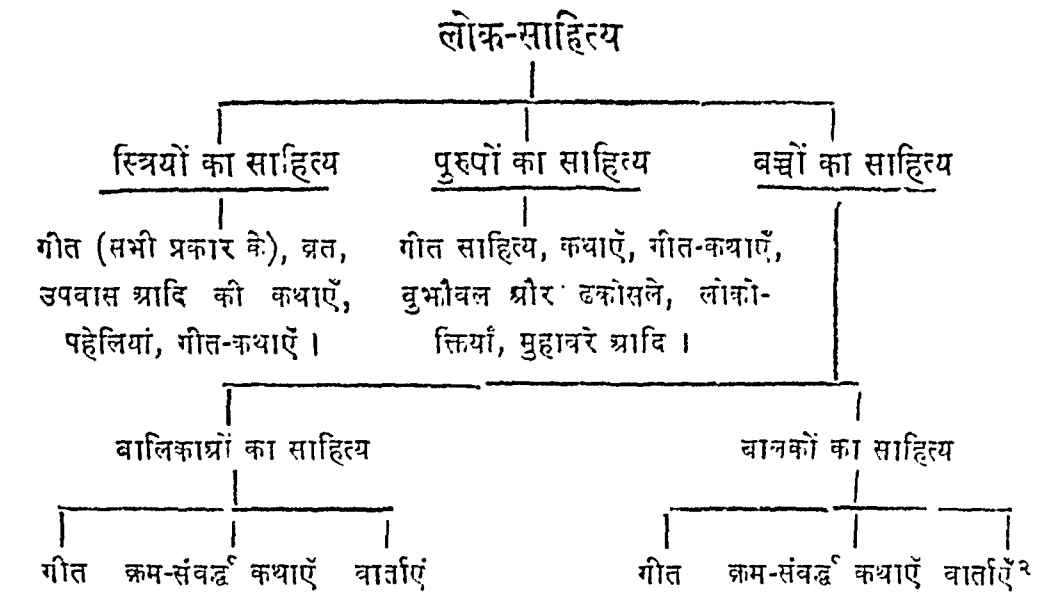 लोक-साहित्य
स्त्रियों का साहित्य पुरुषों का साहित्य बच्चों का साहित्य
गीत (सभी प्रकार के), व्रत,
उपवास आदि की कथाएँ,
पहेलियां, गीत-कथाएँ ।
गीत साहित्य, कथाएँ, गीत-कथाएँ,
बुझौवल और ढकोसले, लोको-
क्तियाँ, मुहावरे आदि ।
बालिकाओं का साहित्य बालकों का साहित्य
गीत क्रम-संवर्द्ध कथाएँ वार्ताएं गीत क्रम-संवर्द्ध कथाएँ वार्ताएँ२